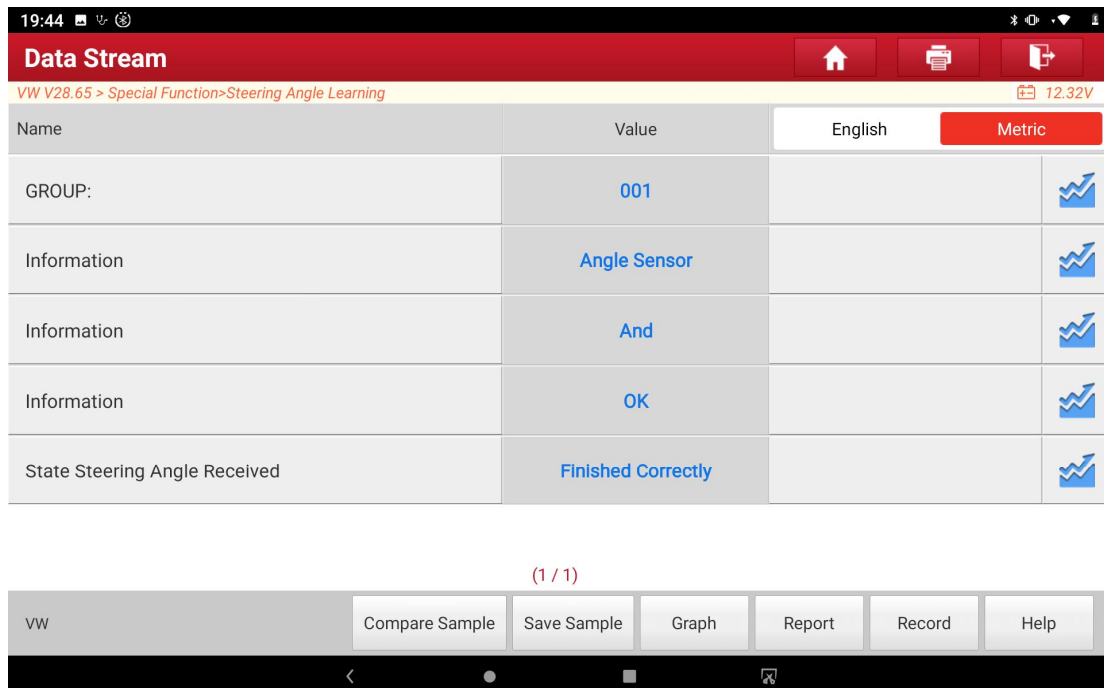 19:44
Data Stream
VW V28.65 > Special Function>Steering Angle Learning 12.32V
Name Value English Metric
GROUP: 001
Information Angle Sensor
Information And
Information OK
State Steering Angle Received Finished Correctly
(1 / 1)
VW Compare Sample Save Sample Graph Report Record Help